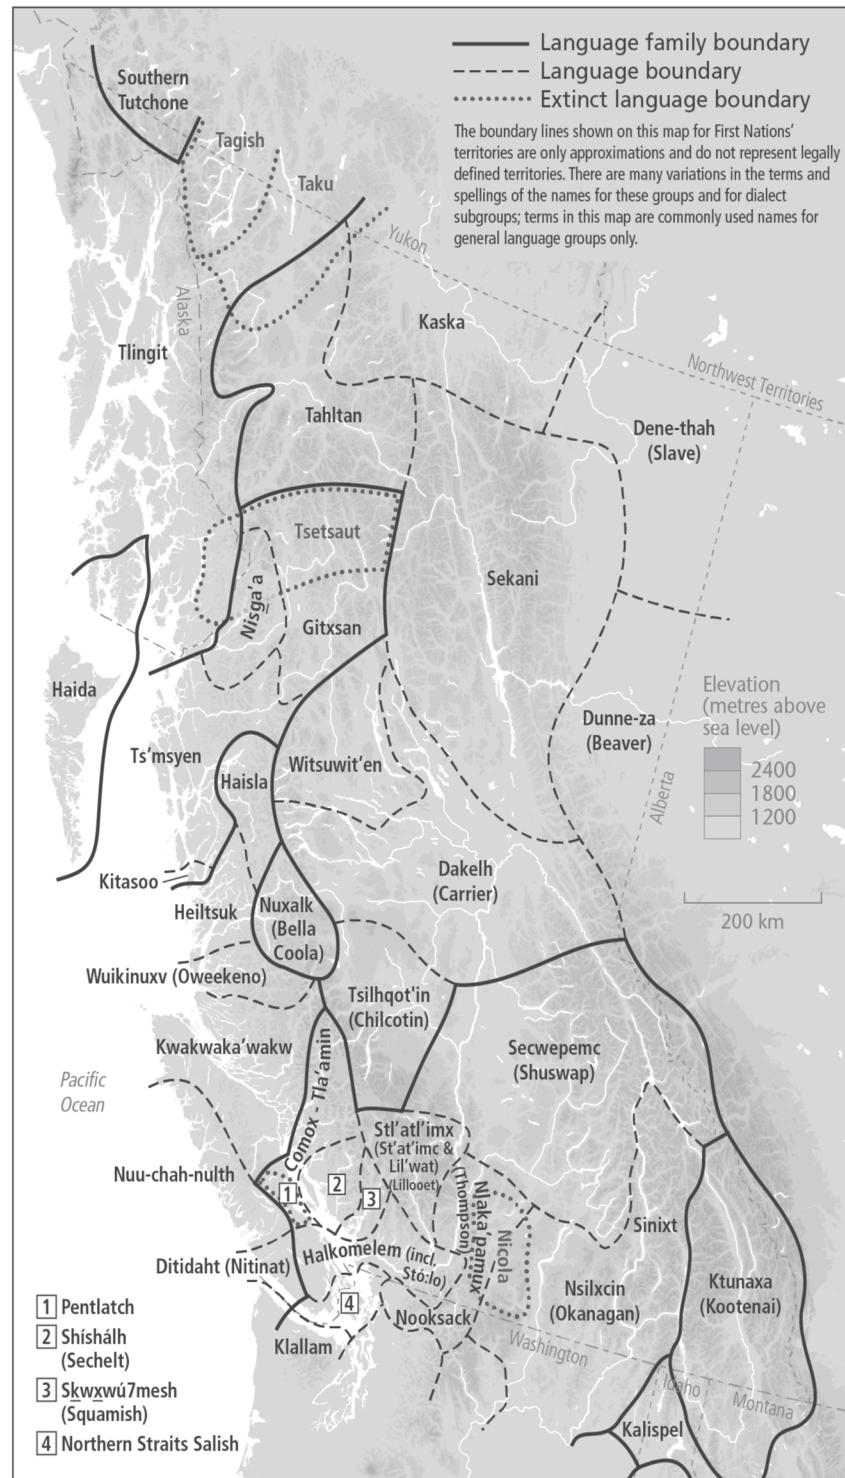 Language family boundary
Language boundary
Extinct language boundary
The boundary lines shown on this map for First Nations’
territories are only approximations and do not represent legally
defined territories. There are many variations in the terms and
spellings of the names for these groups and for dialect
subgroups; terms in this map are commonly used names for
general language groups only.
Southern
Tutchone
Tagish
Taku
Yukon
Alaska
Kaska
Tlingit
Northwest Territories
Tahltan
Dene-thah
(Slave)
Tsetsaut
Sekani
Nisga’a
Gitxsan
Haida
Elevation
(metres above
sea level)
2400
1800
1200
Dunne-za
(Beaver)
Ts’msyen
Haisla
Witsuwit’en
Alberta
Dakelh
(Carrier)
Kitasoo
Heiltsuk
Nuxalk
(Bella
Coola)
200 km
Wuikinuxv (Oweekeno)
Tsilhqot'in
(Chilcotin)
Kwakwaka’wakw
Secwepemc
(Shuswap)
Pacific
Ocean
Comox - Tla’amin
Stl’atl’imx
(St’at’imc &
Lil’wat)
(Lillooet)
Nuu-chah-nulth
1
2
3
Nlaka’pamux
(Thompson)
Nicola
Sinixt
Halkomelem (incl.
Stó:lo)
Ditidaht (Nitinat)
Nsilxcin
(Okanagan)
Ktunaxa
(Kootenai)
4
Nooksack
Klallam
Washington
Idaho
Montana
Kalispel
1 Pentlatch
2 Shíshálh
(Sechelt)
3 Sk̲wx̲wú7mesh
(Squamish)
4 Northern Straits Salish